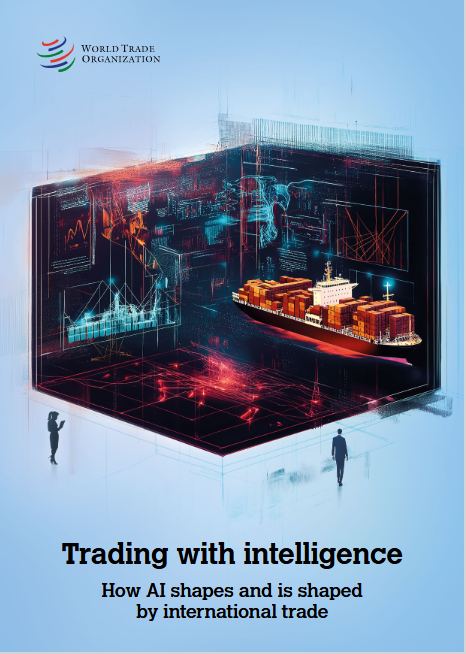 WORLD TRADE
ORGANIZATION
Trading with intelligence
How AI shapes and is shaped
by international trade